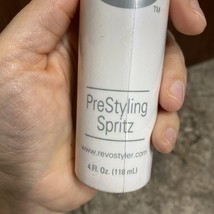 TM
PreStyling
Spritz
www.revostyler.com
4 Fl. Oz. (118 mL)